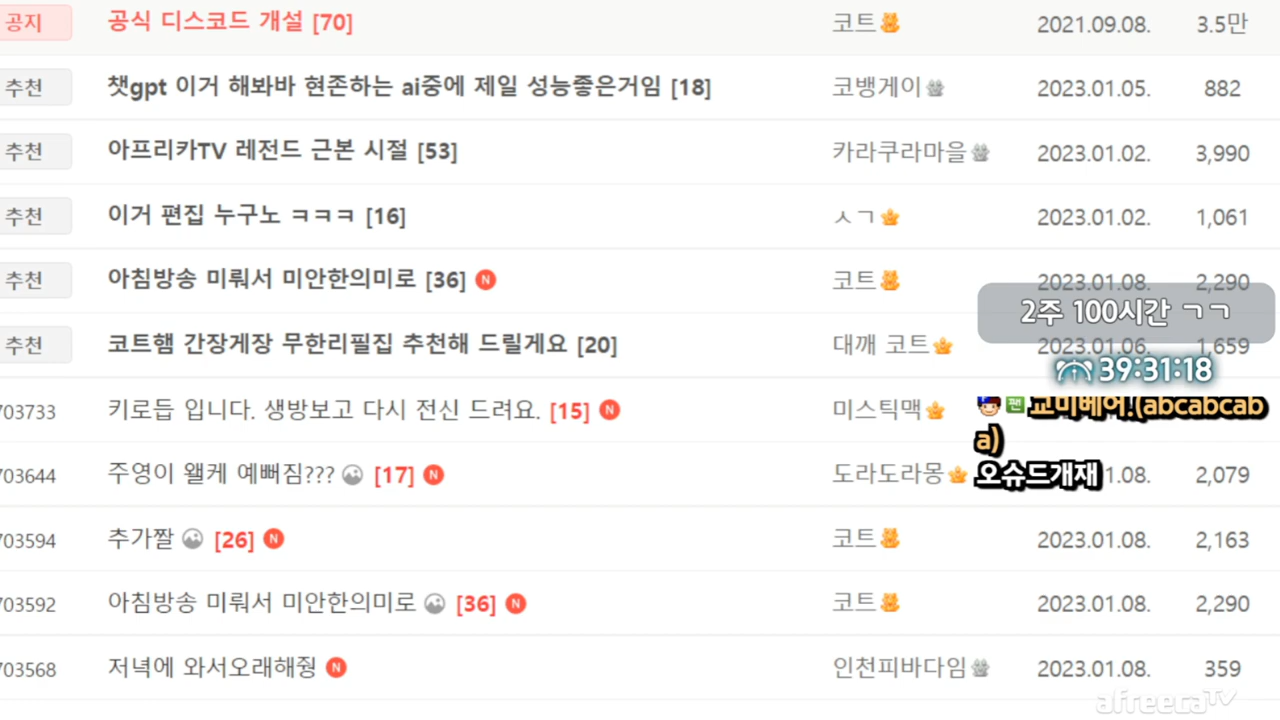 공지 공식 디스코드 개설 [70] 코트 2021.09.08. 3.5만
추천 챗gpt 이거 해봐바 현존하는 ai중에 제일 성능좋은거임 [18] 코뱅게이 2023.01.05. 882
추천 아프리카TV 레전드 근본 시절 [53] 카라쿠라마을 2023.01.02. 3,990
추천 이거 편집 누구노 ㅋㅋㅋ [16] ㅅㄱ 2023.01.02. 1,061
추천 아침방송 미뤄서 미안한의미로 [36] N 코트 2023.01.08. 2,290
2주 100시간 ㄱㄱ
추천 코트햄 간장게장 무한리필집 추천해 드릴게요 [20] 대깨 코트 2023.01.06. 1,659
39:31:18
703733 키로듭 입니다. 생방보고 다시 전신 드려요. [15] N 미스틱맥
팬 교미베어!(abcabcab
a)
703644 주영이 왤케 예뻐짐??? [17] N 도라도라몽 1.08. 2,079
오슈드개재
703594 추가짤 [26] N 코트 2023.01.08. 2,163
703592 아침방송 미뤄서 미안한의미로 [36] N 코트 2023.01.08. 2,290
703568 저녁에 와서오래해줭 N 인천피바다임 2023.01.08. 359
afreecaTV